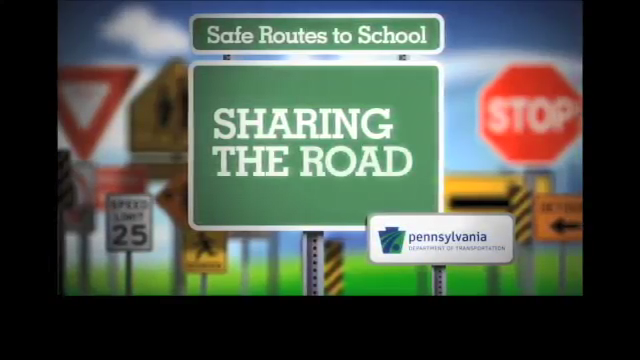 Safe Routes to School
SHARING
THE ROAD
STOP
SPEED
LIMIT
25
pennsylvania
DEPARTMENT OF TRANSPORTATION